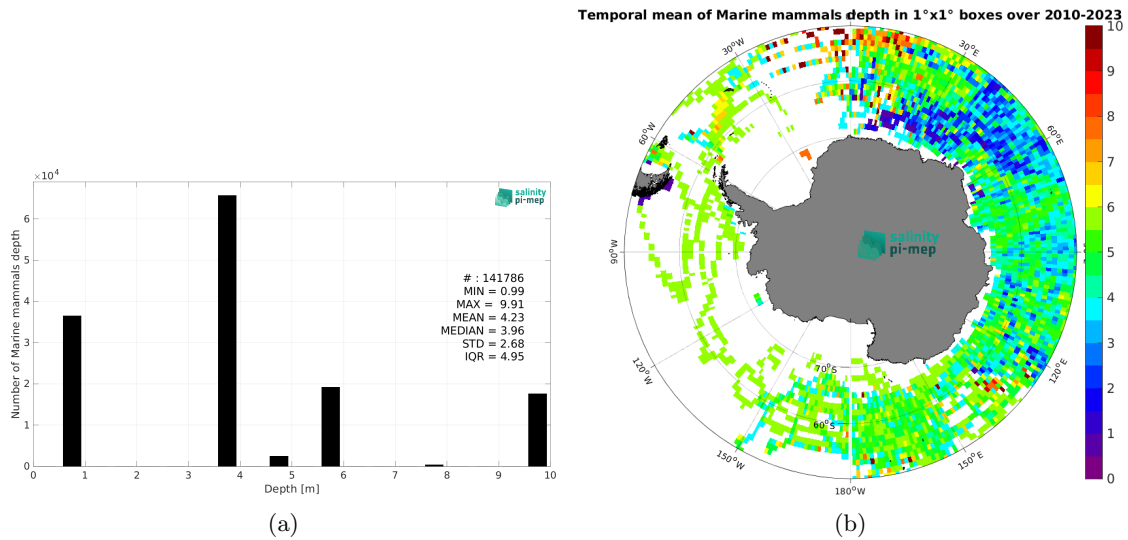 Temporal mean of Marine mammals depth in 1°x1° boxes over 2010-2023
×10⁴
Number of Marine mammals depth
6
5
4
3
2
1
0
0 1 2 3 4 5 6 7 8 9 10
Depth [m]
salinity
pi-mep
# : 141786
MIN = 0.99
MAX = 9.91
MEAN = 4.23
MEDIAN = 3.96
STD = 2.68
IQR = 4.95
(a)
30°W
30°E
60°W
60°E
90°W
120°W
120°E
150°W
150°E
180°W
70°S
60°S
salinity
pi-mep
10
9
8
7
6
5
4
3
2
1
0
(b)